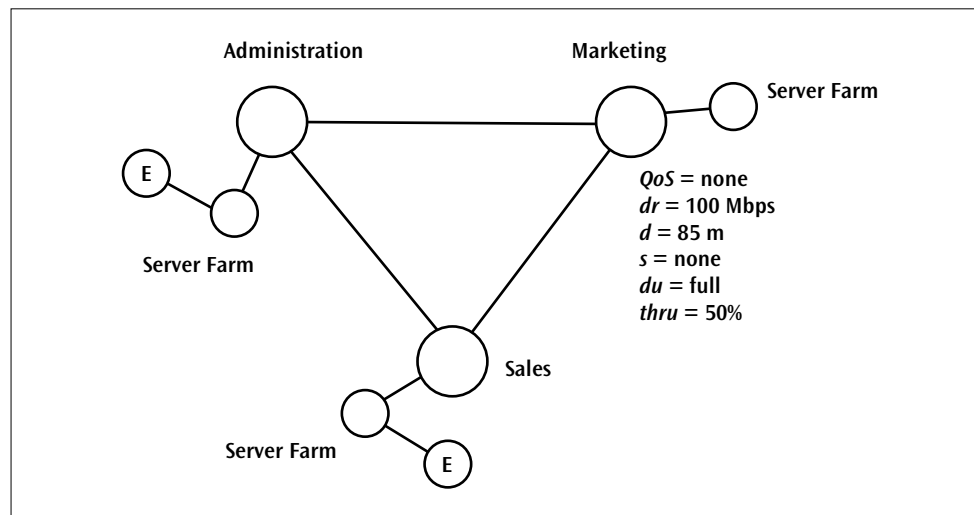 Administration
Marketing
Server Farm
E
QoS = none
dr = 100 Mbps
d = 85 m
s = none
du = full
thru = 50%
Server Farm
Sales
Server Farm
E